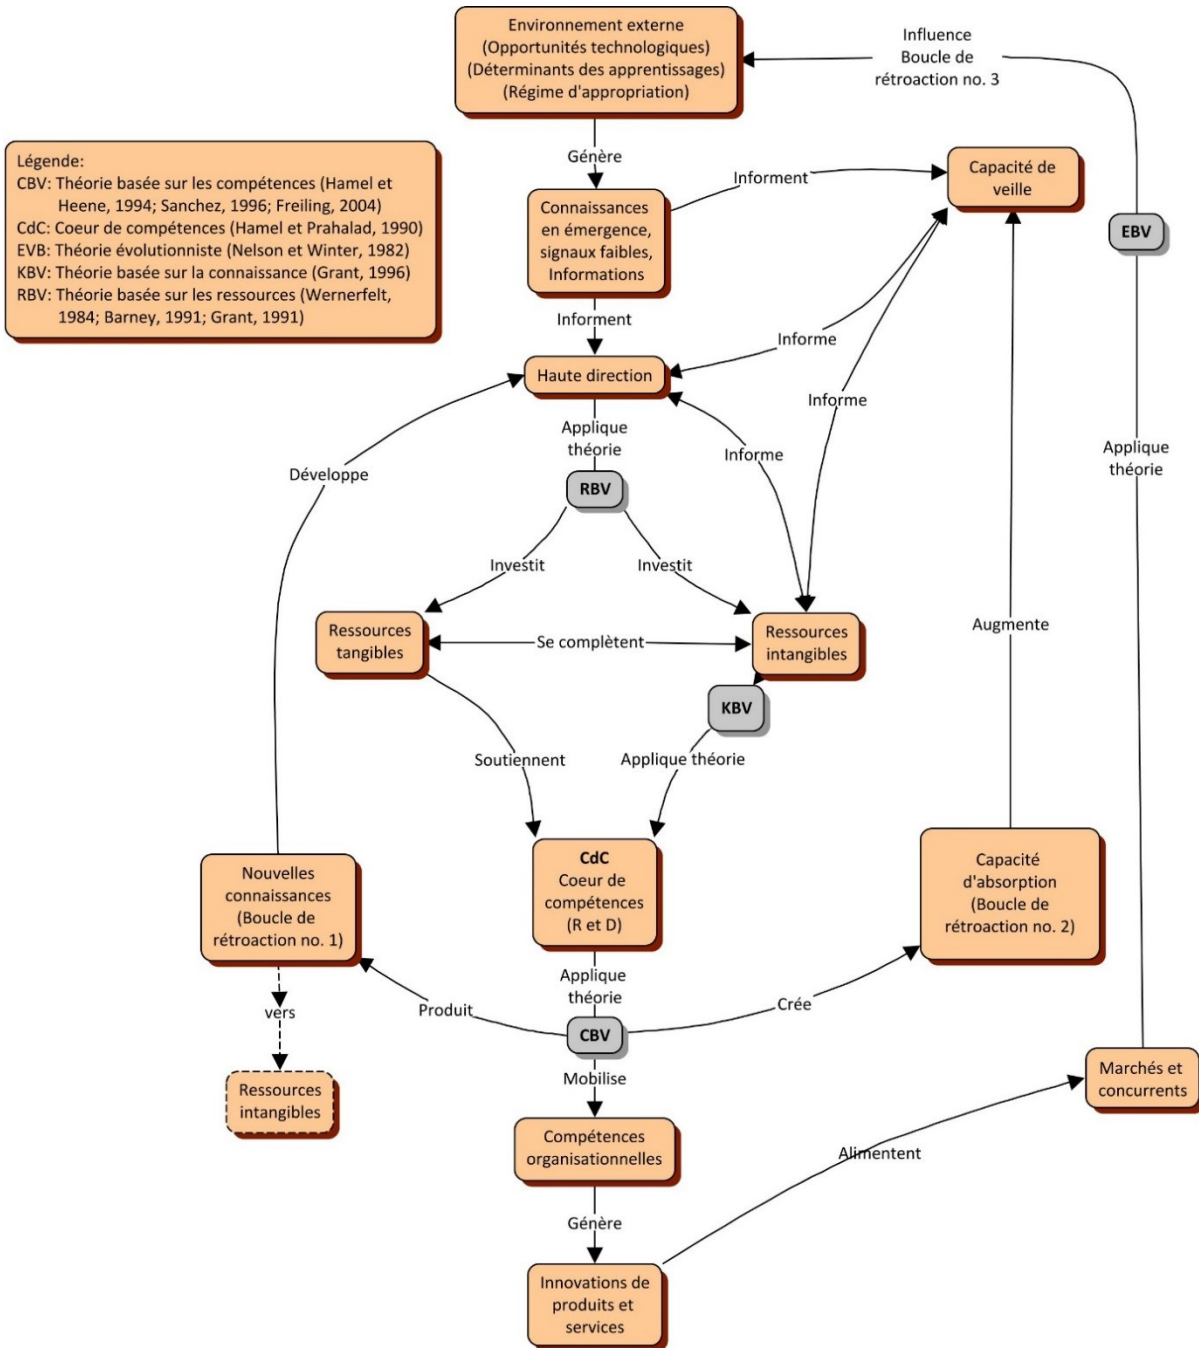 Environnement externe
(Opportunités technologiques)
(Déterminants des apprentissages)
(Régime d'appropriation)
Influence
Boucle de
rétroaction no. 3
Légende:
CBV: Théorie basée sur les compétences (Hamel et
Heene, 1994; Sanchez, 1996; Freiling, 2004)
CdC: Coeur de compétences (Hamel et Prahalad, 1990)
EVB: Théorie évolutionniste (Nelson et Winter, 1982)
KBV: Théorie basée sur la connaissance (Grant, 1996)
RBV: Théorie basée sur les ressources (Wernerfelt,
1984; Barney, 1991; Grant, 1991)
Génère
Informent
Capacité de
veille
Connaissances
en émergence,
signaux faibles,
Informations
EBV
Informent
Informe
Haute direction
Informe
Applique
théorie
Informe
Applique
théorie
Développe
RBV
Investit
Investit
Ressources
tangibles
Se complètent
Ressources
intangibles
Augmente
KBV
Soutiennent
Applique théorie
CdC
Coeur de
compétences
(R et D)
Nouvelles
connaissances
(Boucle de
rétroaction no. 1)
Capacité
d'absorption
(Boucle de
rétroaction no. 2)
Applique
théorie
Produit
Crée
vers
CBV
Mobilise
Ressources
intangibles
Marchés et
concurrents
Compétences
organisationnelles
Alimentent
Génère
Innovations de
produits et
services